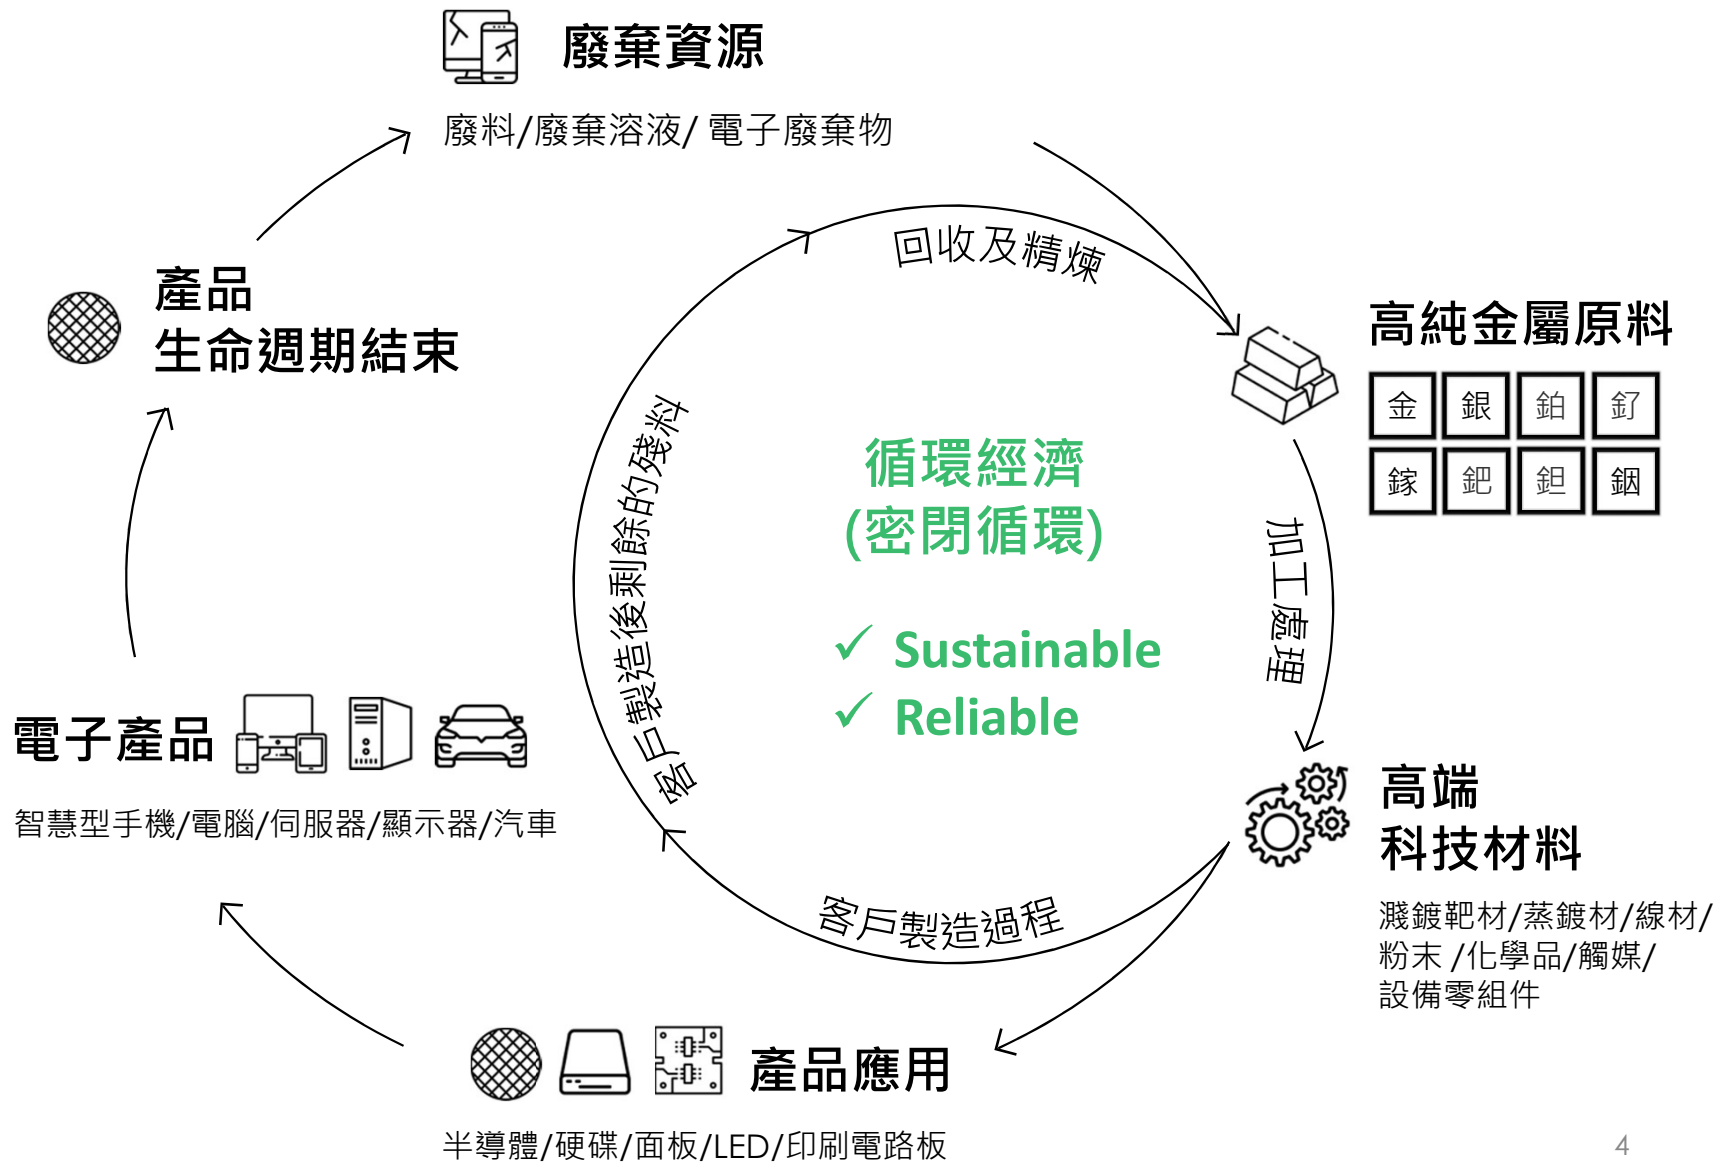 廢棄資源
廢料/廢棄溶液/ 電子廢棄物
回收及精煉
高純金屬原料
金 銀 鉑 釕
鎵 鈀 鉭 銦
加工處理
高端
科技材料
濺鍍靶材/蒸鍍材/線材/
粉末 /化學品/觸媒/
設備零組件
客戶製造過程
產品應用
半導體/硬碟/面板/LED/印刷電路板
電子產品
智慧型手機/電腦/伺服器/顯示器/汽車
產品
生命週期結束
客戶製造後剩餘的殘料
循環經濟
(密閉循環)
✓ Sustainable
✓ Reliable
4